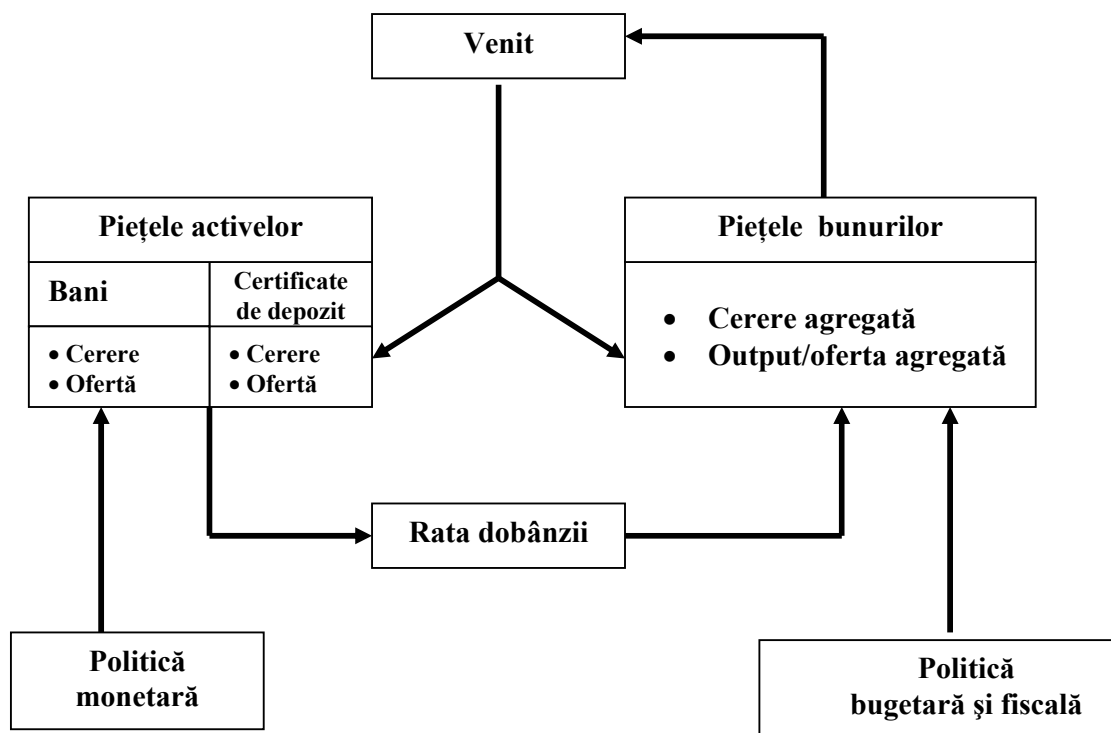 Venit
Piețele activelor
Bani
Certificate
de depozit
• Cerere
• Ofertă
• Cerere
• Ofertă
Piețele bunurilor
• Cerere agregată
• Output/oferta agregată
Rata dobânzii
Politică
monetară
Politică
bugetară şi fiscală